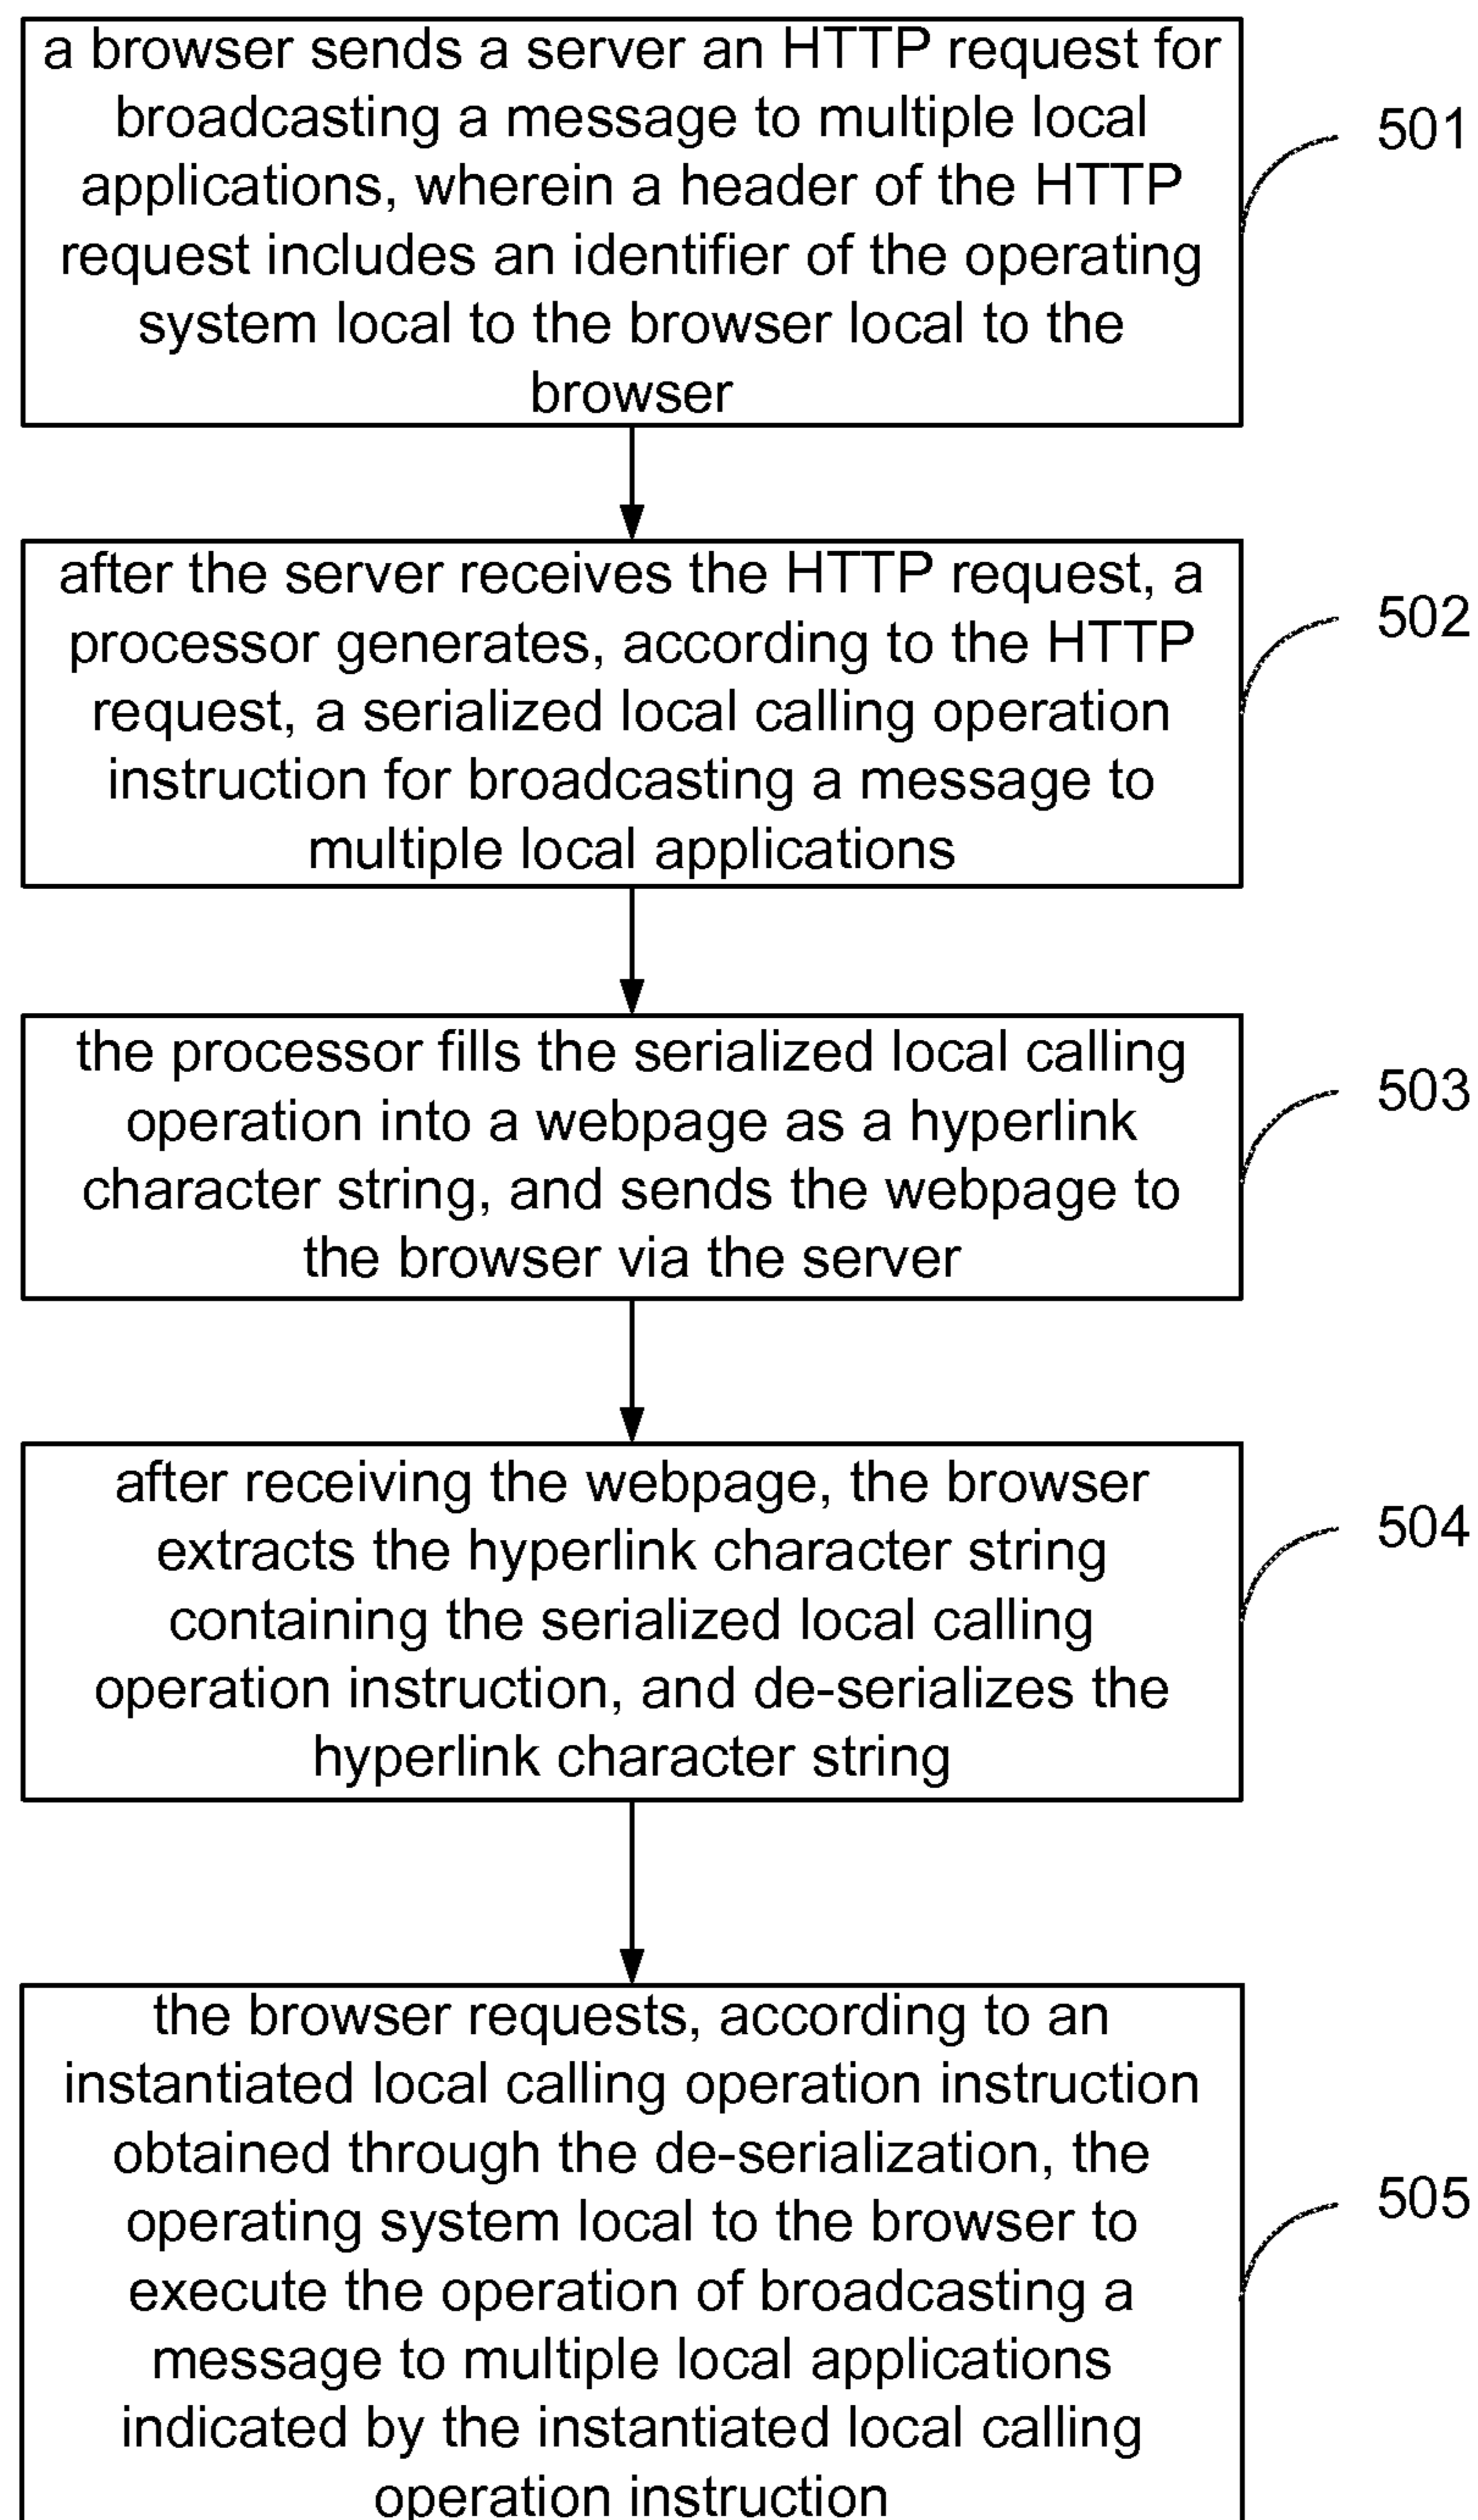 a browser sends a server an HTTP request for
broadcasting a message to multiple local
applications, wherein a header of the HTTP
request includes an identifier of the operating
system local to the browser local to the
browser
501
after the server receives the HTTP request, a
processor generates, according to the HTTP
request, a serialized local calling operation
instruction for broadcasting a message to
multiple local applications
502
the processor fills the serialized local calling
operation into a webpage as a hyperlink
character string, and sends the webpage to
the browser via the server
503
after receiving the webpage, the browser
extracts the hyperlink character string
containing the serialized local calling
operation instruction, and de-serializes the
hyperlink character string
504
the browser requests, according to an
instantiated local calling operation instruction
obtained through the de-serialization, the
operating system local to the browser to
execute the operation of broadcasting a
message to multiple local applications
indicated by the instantiated local calling
operation instruction
505